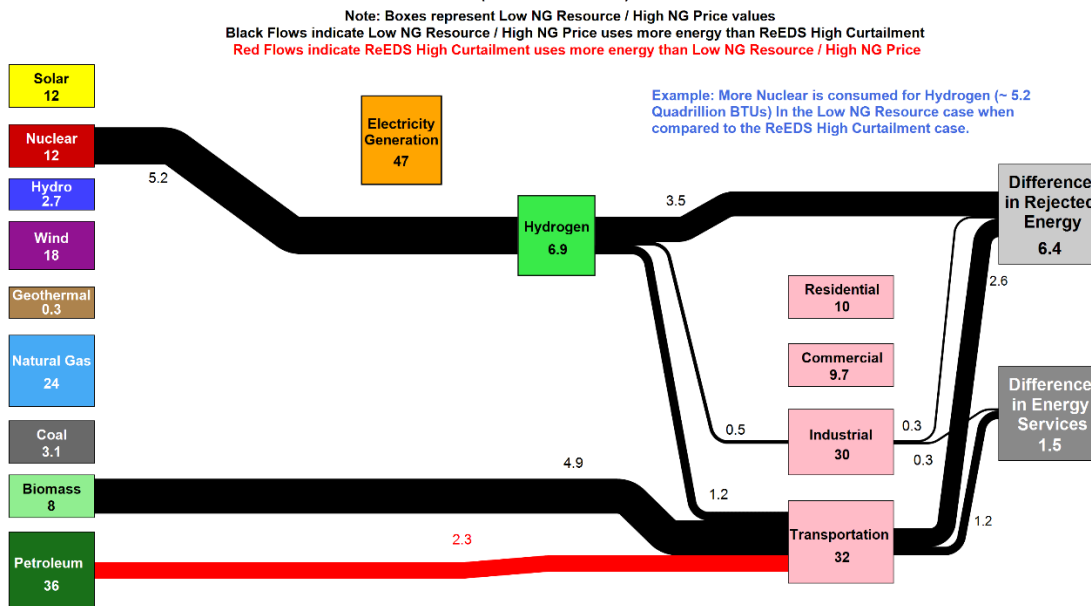 Note: Boxes represent Low NG Resource / High NG Price values
Black Flows indicate Low NG Resource / High NG Price uses more energy than ReEDS High Curtailment
Red Flows indicate ReEDS High Curtailment uses more energy than Low NG Resource / High NG Price
Example: More Nuclear is consumed for Hydrogen (~ 5.2
Quadrillion BTUs) In the Low NG Resource case when
compared to the ReEDS High Curtailment case.
Solar
12
Nuclear
12
Hydro
2.7
Wind
18
Geothermal
0.3
Natural Gas
24
Coal
3.1
Biomass
8
Petroleum
36
5.2
4.9
2.3
Electricity
Generation
47
Hydrogen
6.9
3.5
0.5
1.2
Residential
10
Commercial
9.7
Industrial
30
Transportation
32
0.3
0.3
2.6
1.2
Difference
in Rejected
Energy
6.4
Difference
in Energy
Services
1.5